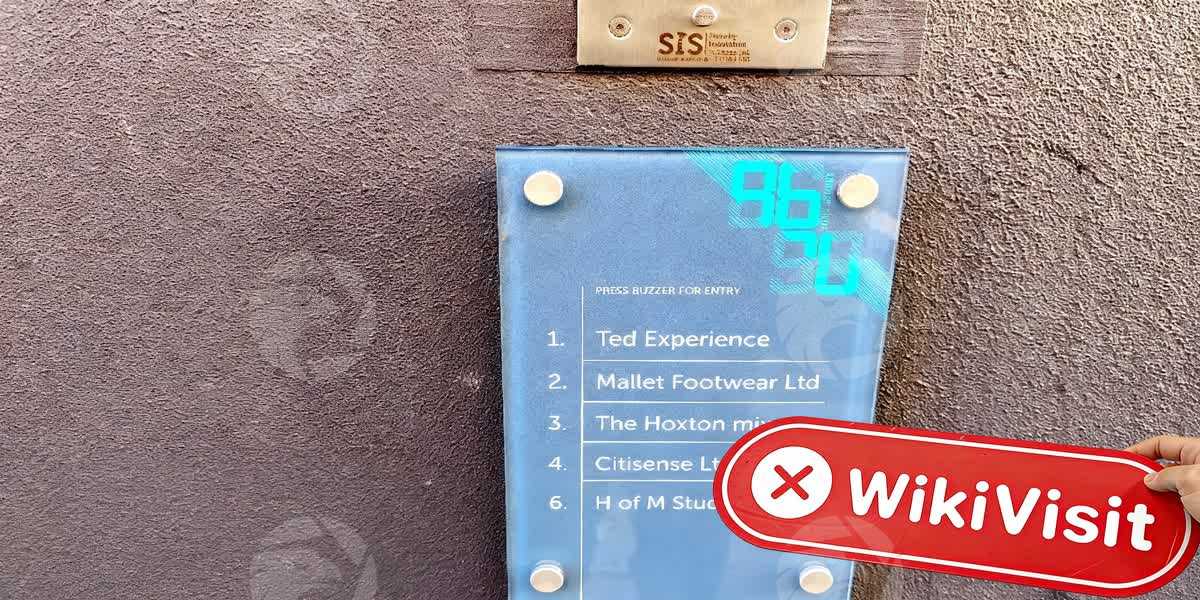 SIS
PRESS BUZZER FOR ENTRY
1. Ted Experience
2. Mallet Footwear Ltd
3. The Hoxton mix
4. Citisense
6. H of M
WikiVisit